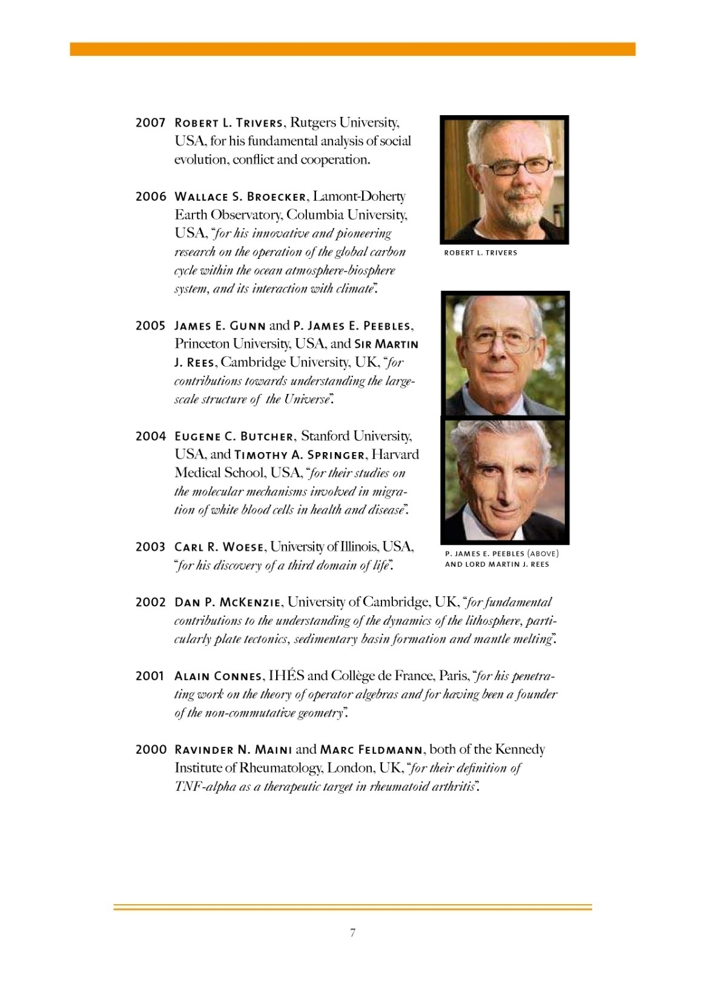 2007 ROBERT L. TRIVERS, Rutgers University,
USA, for his fundamental analysis of social
evolution, conflict and cooperation.
ROBERT L. TRIVERS
2006 WALLACE S. BROECKER, Lamont-Doherty
Earth Observatory, Columbia University,
USA, “for his innovative and pioneering
research on the operation of the global carbon
cycle within the ocean atmosphere-biosphere
system, and its interaction with climate”.
2005 JAMES E. GUNN and P. JAMES E. PEEBLES,
Princeton University, USA, and SIR MARTIN
J. REES, Cambridge University, UK, “for
contributions towards understanding the large-
scale structure of the Universe”.
2004 EUGENE C. BUTCHER, Stanford University,
USA, and TIMOTHY A. SPRINGER, Harvard
Medical School, USA, “for their studies on
the molecular mechanisms involved in migra-
tion of white blood cells in health and disease”.
2003 CARL R. WOESE, University of Illinois, USA,
“for his discovery of a third domain of life”.
P. JAMES E. PEEBLES (ABOVE)
AND LORD MARTIN J. REES
2002 DAN P. MCKENZIE, University of Cambridge, UK, “for fundamental
contributions to the understanding of the dynamics of the lithosphere, parti-
cularly plate tectonics, sedimentary basin formation and mantle melting”.
2001 ALAIN CONNES, IHÉS and Collège de France, Paris, “for his penetra-
ting work on the theory of operator algebras and for having been a founder
of the non-commutative geometry”.
2000 RAVINDER N. MAINI and MARC FELDMANN, both of the Kennedy
Institute of Rheumatology, London, UK, “for their definition of
TNF-alpha as a therapeutic target in rheumatoid arthritis”.
7